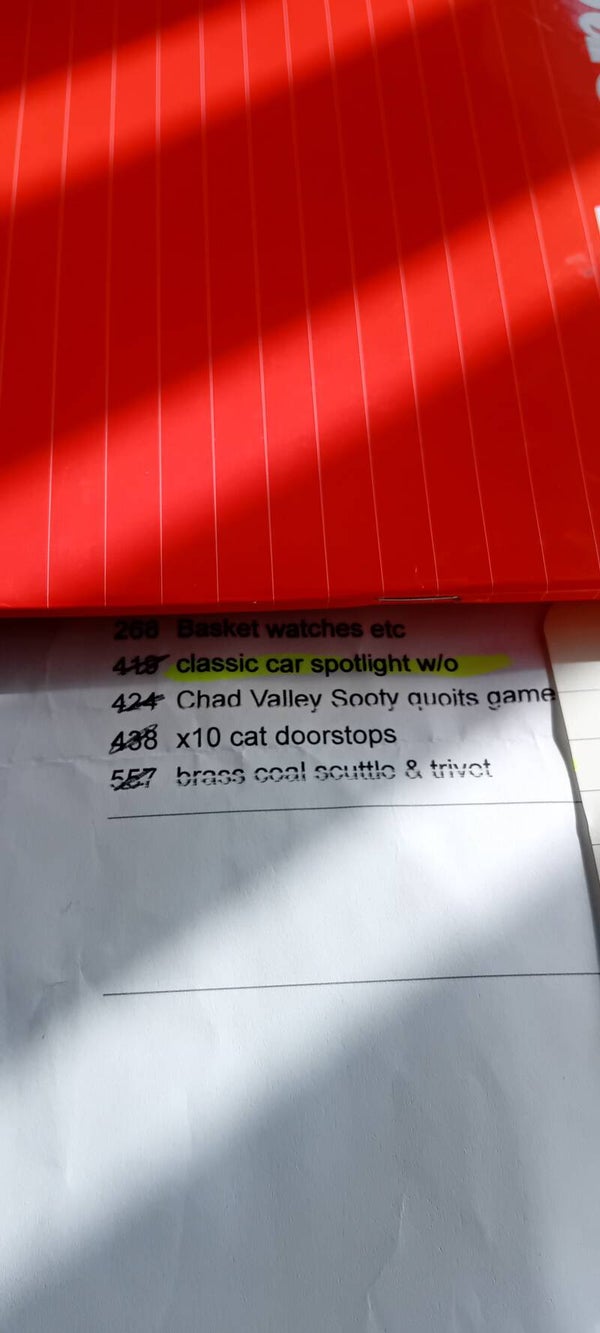 268 Basket watches etc
419 classic car spotlight w/o
424 Chad Valley Sooty quoits game
438 x10 cat doorstops
557 brass coal scuttle & trivet